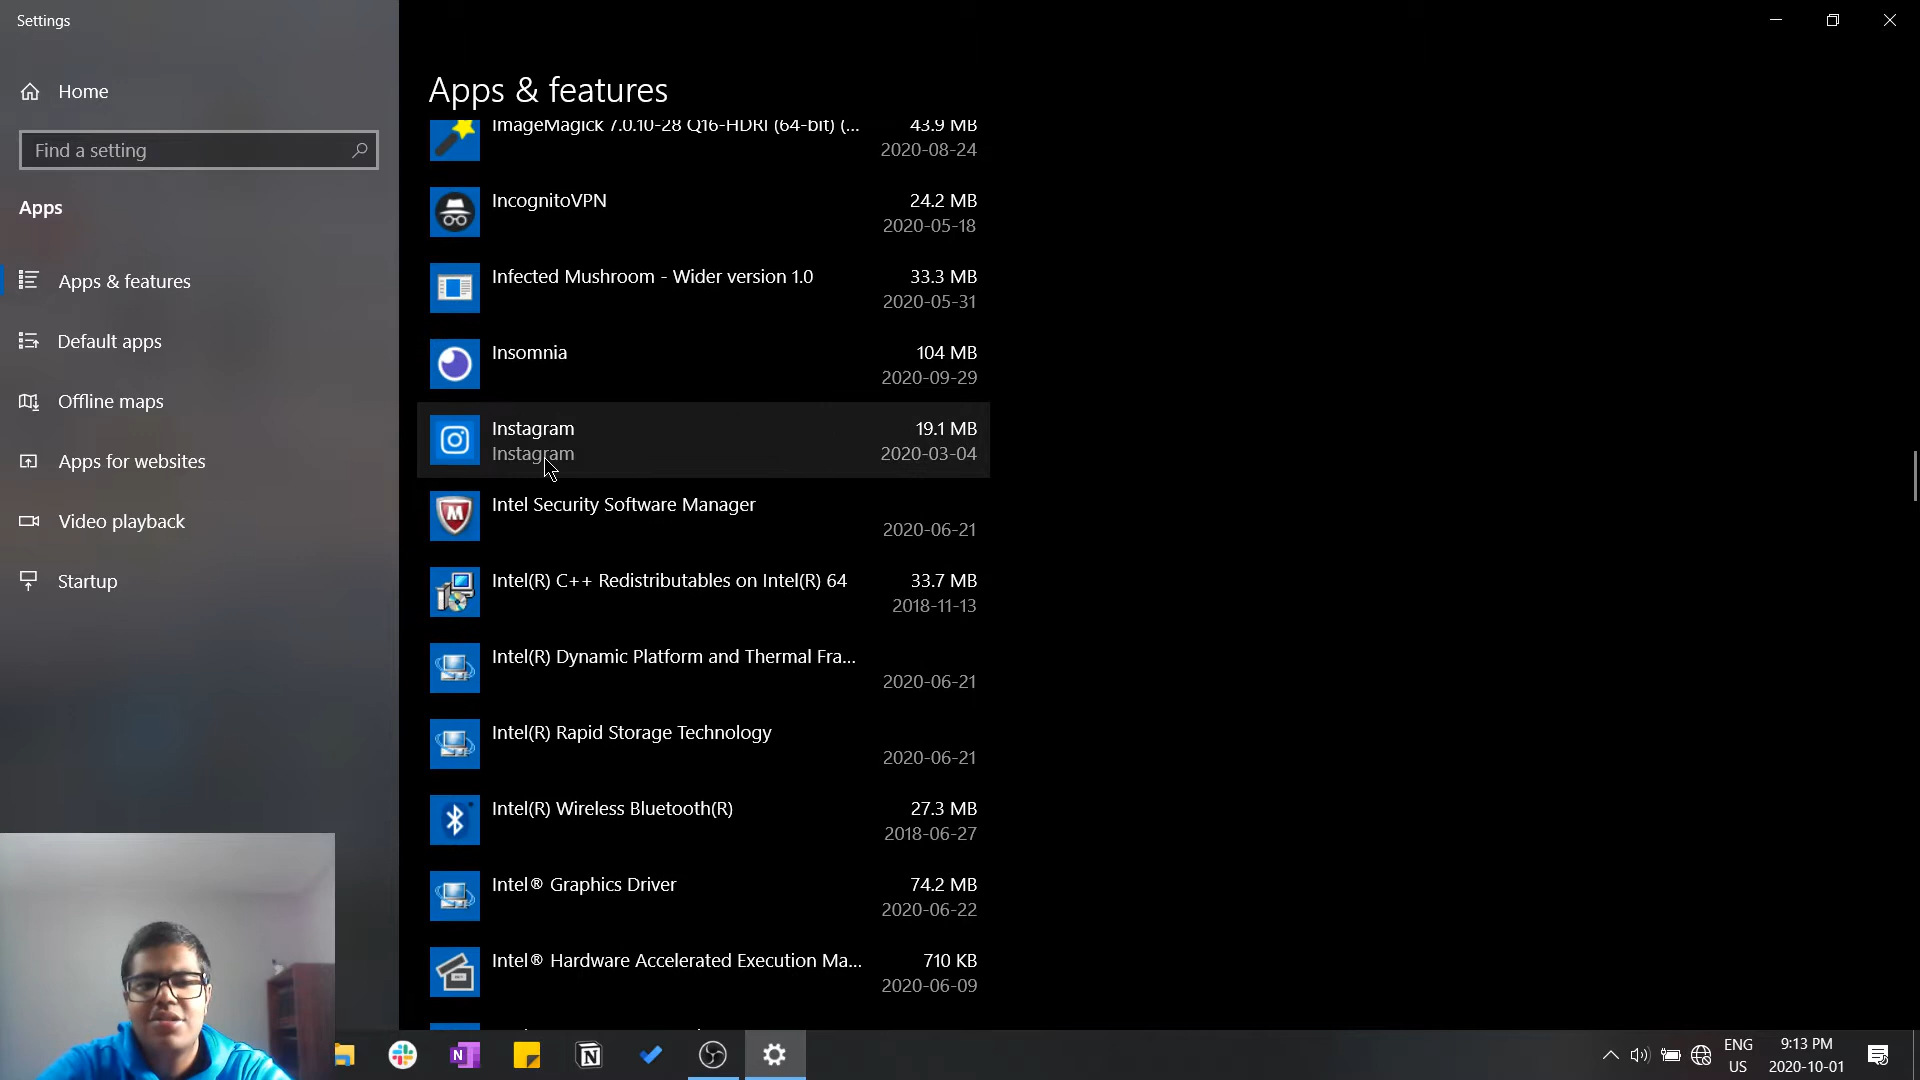 Settings
Home
Find a setting
Apps
Apps & features
Default apps
Offline maps
Apps for websites
Video playback
Startup
Apps & features
ImageMagick 7.0.10-28 Q16-HDRI (64-bit) (...
43.9 MB
2020-08-24
IncognitoVPN
24.2 MB
2020-05-18
Infected Mushroom - Wider version 1.0
33.3 MB
2020-05-31
Insomnia
104 MB
2020-09-29
Instagram
19.1 MB
Instagram
2020-03-04
Intel Security Software Manager
2020-06-21
Intel(R) C++ Redistributables on Intel(R) 64
33.7 MB
2018-11-13
Intel(R) Dynamic Platform and Thermal Fra...
2020-06-21
Intel(R) Rapid Storage Technology
2020-06-21
Intel(R) Wireless Bluetooth(R)
27.3 MB
2018-06-27
Intel® Graphics Driver
74.2 MB
2020-06-22
Intel® Hardware Accelerated Execution Ma...
710 KB
2020-06-09
ENG
US
9:13 PM
2020-10-01